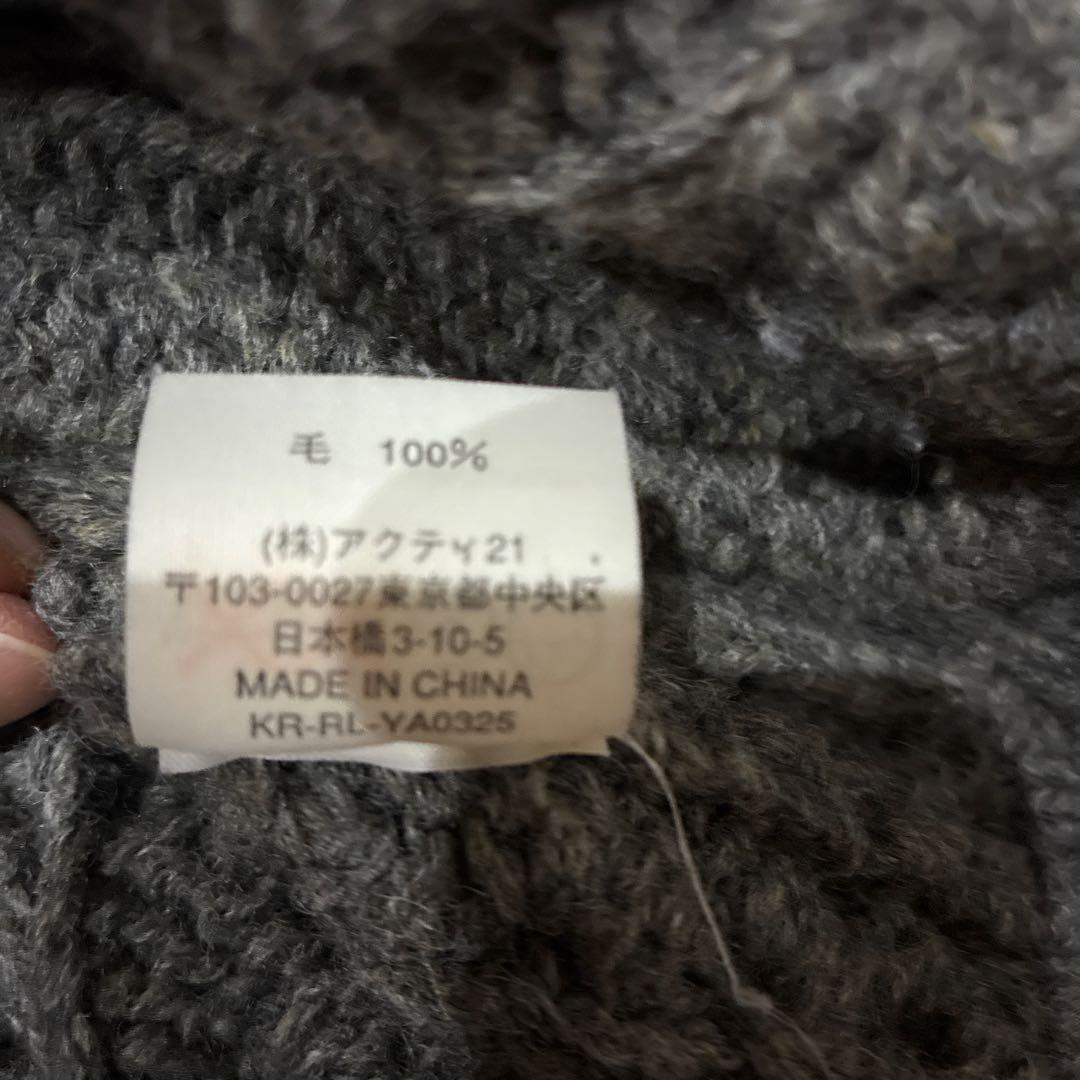 毛 100%
(株)アクティ21
〒103-0027東京都中央区
日本橋3-10-5
MADE IN CHINA
KR-RL-YA0325